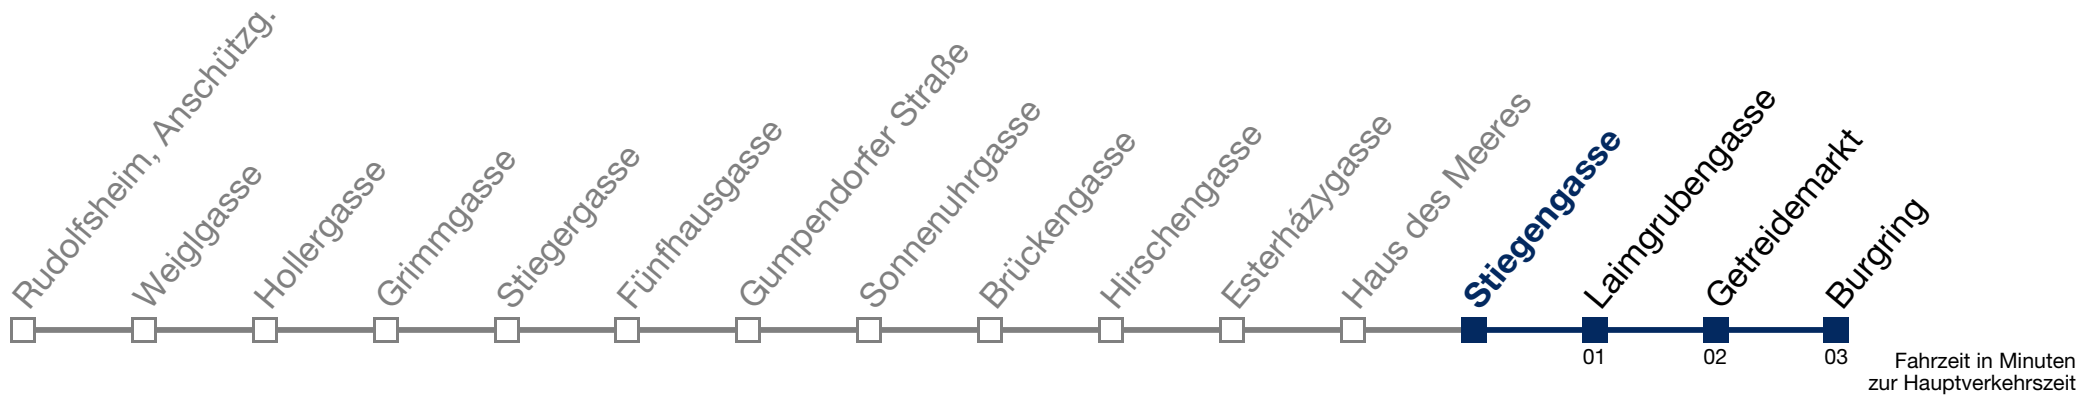 Rudolfsheim, Anschützg.
Weiglgasse
Hollergasse
Grimmgasse
Stiegergasse
Fünfhausgasse
Gumpendorfer Straße
Sonnenuhrgasse
Brückengasse
Hirschengasse
Esterházygasse
Haus des Meeres
Stiegengasse
Laimgrubengasse
Getreidemarkt
Burgring
01
02
03
Fahrzeit in Minuten
zur Hauptverkehrszeit